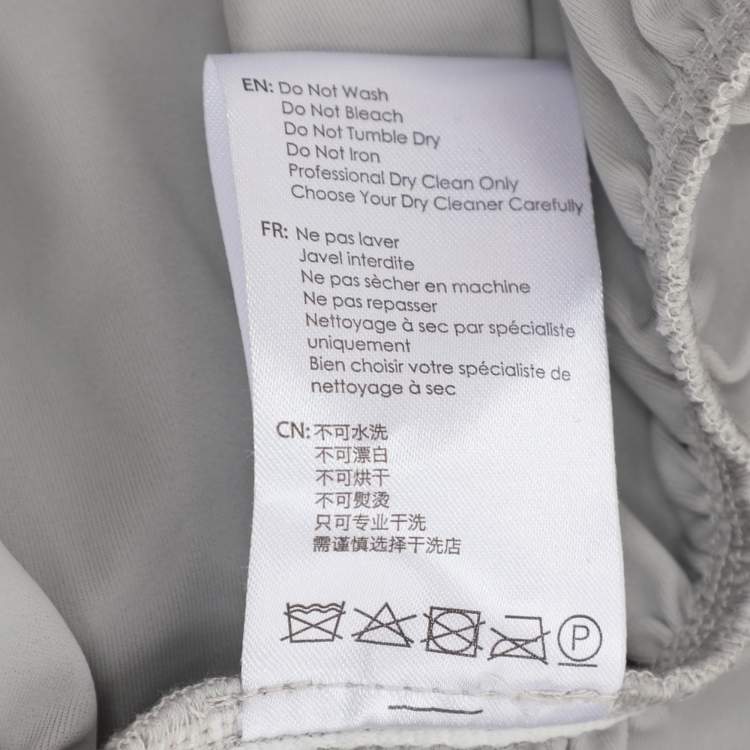 EN: Do Not Wash
Do Not Bleach
Do Not Tumble Dry
Do Not Iron
Professional Dry Clean Only
Choose Your Dry Cleaner Carefully
FR: Ne pas laver
Javel interdite
Ne pas sècher en machine
Ne pas repasser
Nettoyage à sec par spécialiste
uniquement
Bien choisir votre spécialiste de
nettoyage à sec
CN: 不可水洗
不可漂白
不可烘干
不可熨烫
只可专业干洗
需谨慎选择干洗店
P